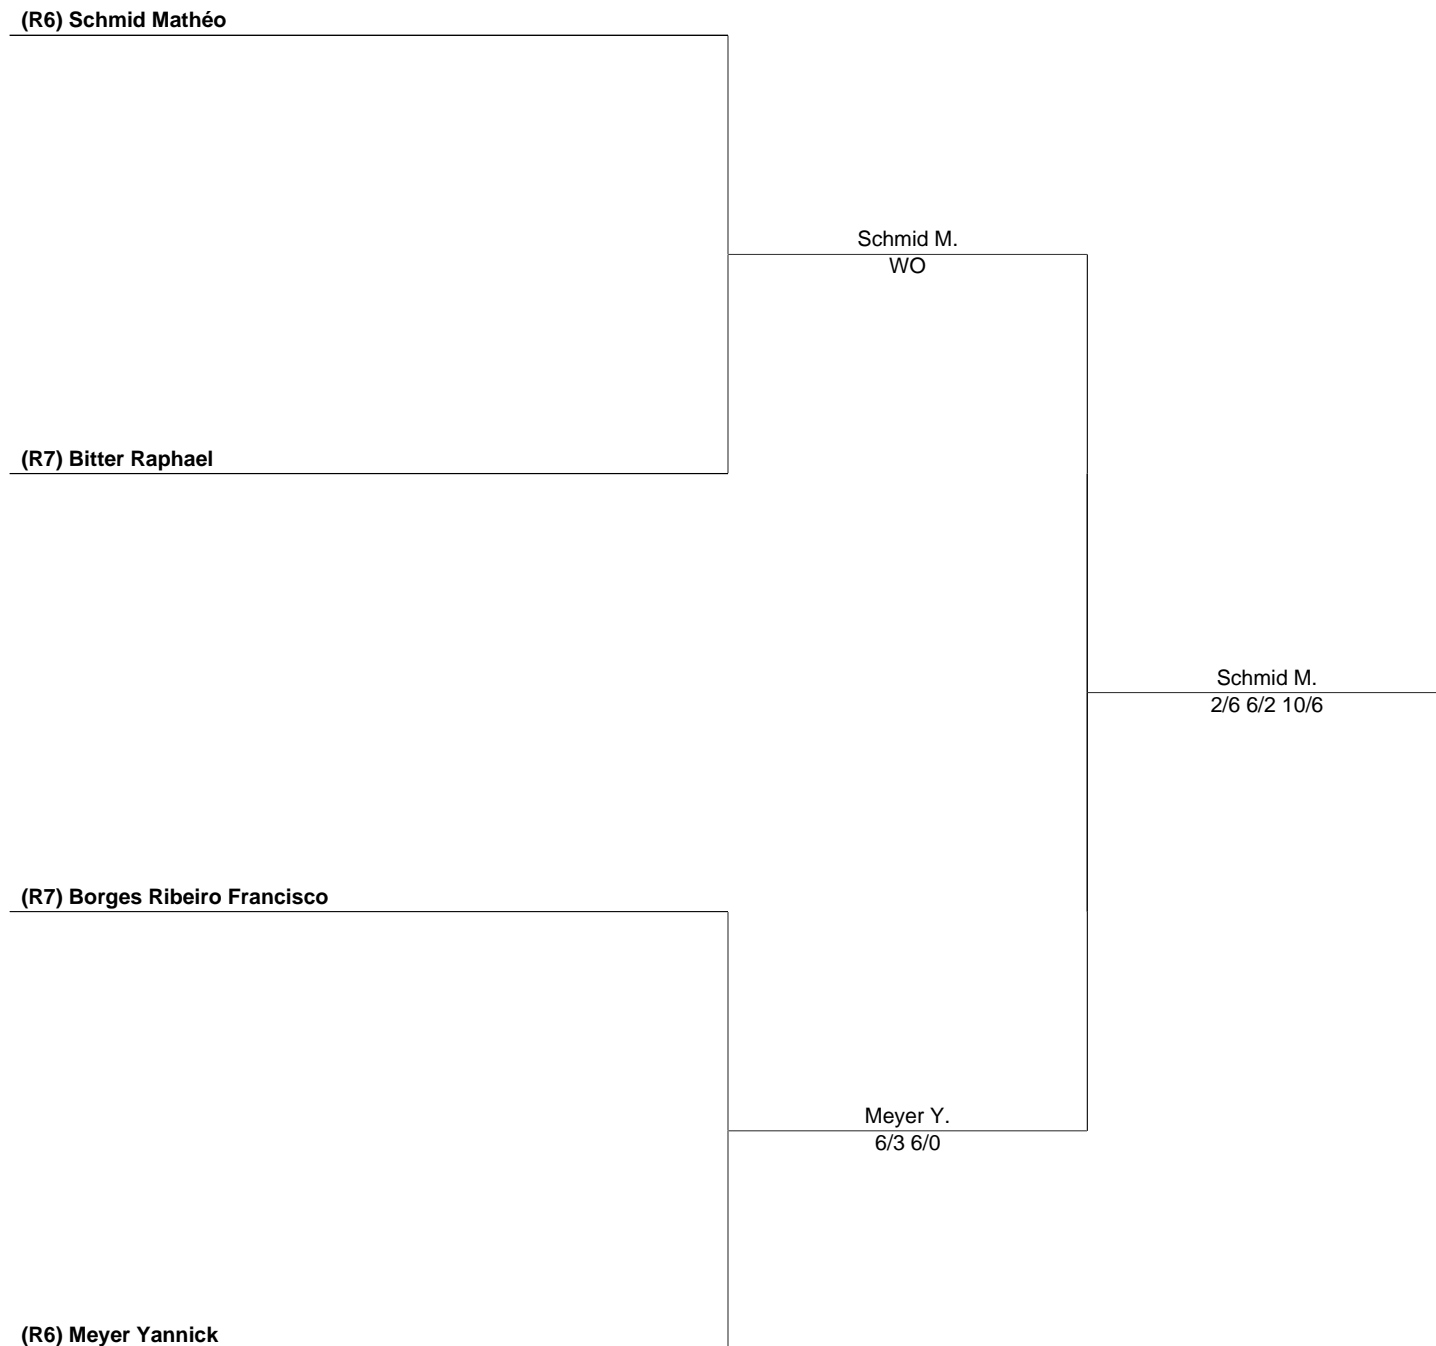 (R6) Schmid Mathéo
Schmid M.
WO
(R7) Bitter Raphael
Schmid M.
2/6 6/2 10/6
(R7) Borges Ribeiro Francisco
Meyer Y.
6/3 6/0
(R6) Meyer Yannick